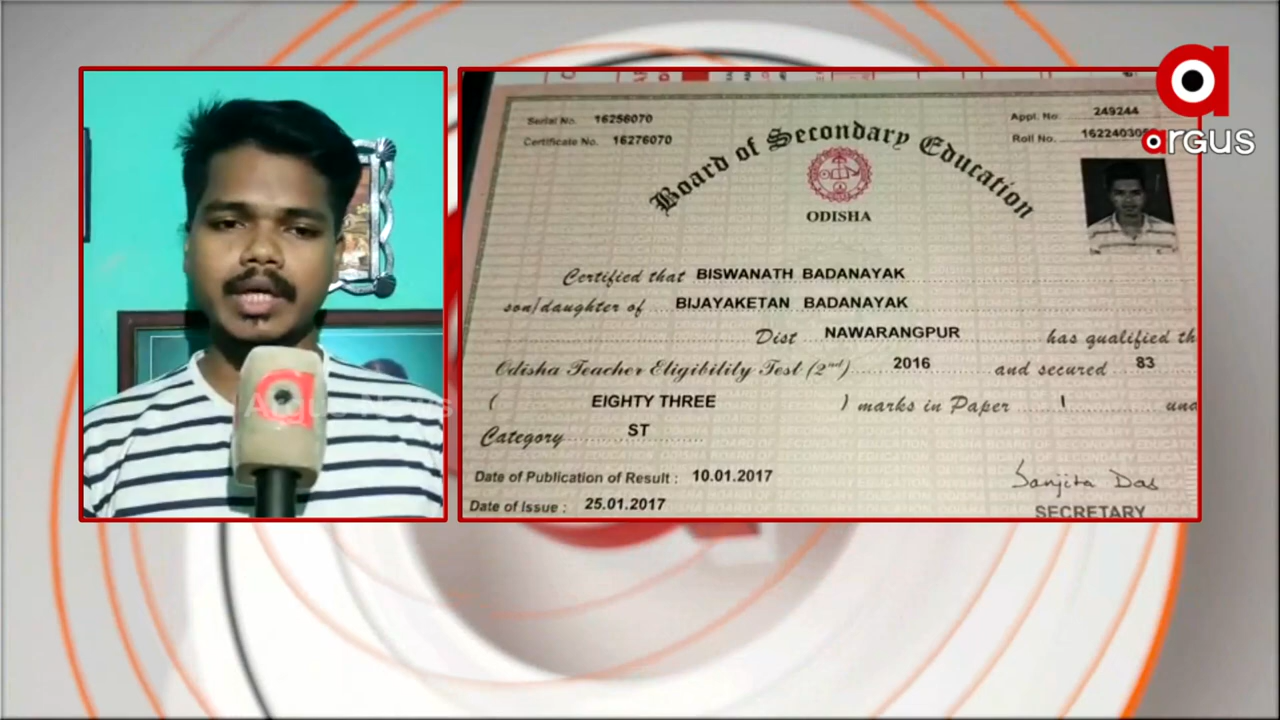 argus
Argus News
Serial No. 16256070
Appl. No. 249244
Certificate No. 16276070
Roll No.
Board of Secondary Education
ODISHA
Certified that BISWANATH BADANAYAK
son/daughter of BIJAYAKETAN BADANAYAK
Dist NAWARANGPUR has qualified th
Odisha Teacher Eligibility Test (2nd) 2016 and secured 83
( EIGHTY THREE ) marks in Paper I und
Category ST
Date of Publication of Result : 10.01.2017
Sanjita Das
Date of Issue : 25.01.2017
SECRETARY